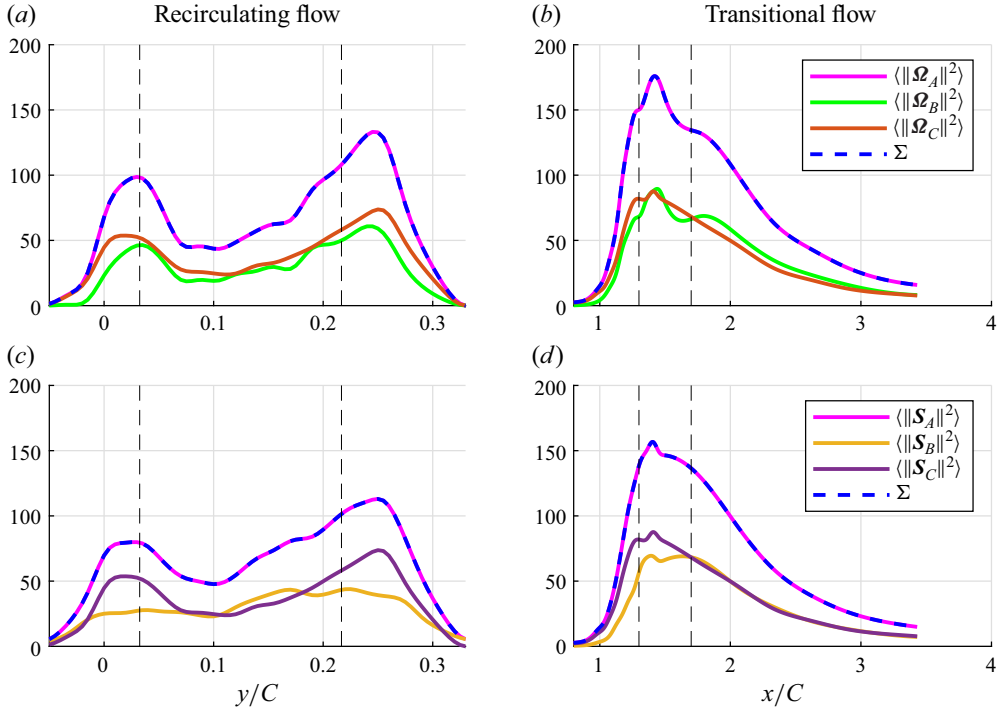 (a) Recirculating flow
(b) Transitional flow
200
150
100
50
0
0 0.1 0.2 0.3
200
150
100
50
0
1 2 3 4
⟨‖Ω_A‖²⟩
⟨‖Ω_B‖²⟩
⟨‖Ω_C‖²⟩
Σ
(c)
(d)
200
150
100
50
0
0 0.1 0.2 0.3
y/C
200
150
100
50
0
1 2 3 4
x/C
⟨‖S_A‖²⟩
⟨‖S_B‖²⟩
⟨‖S_C‖²⟩
Σ